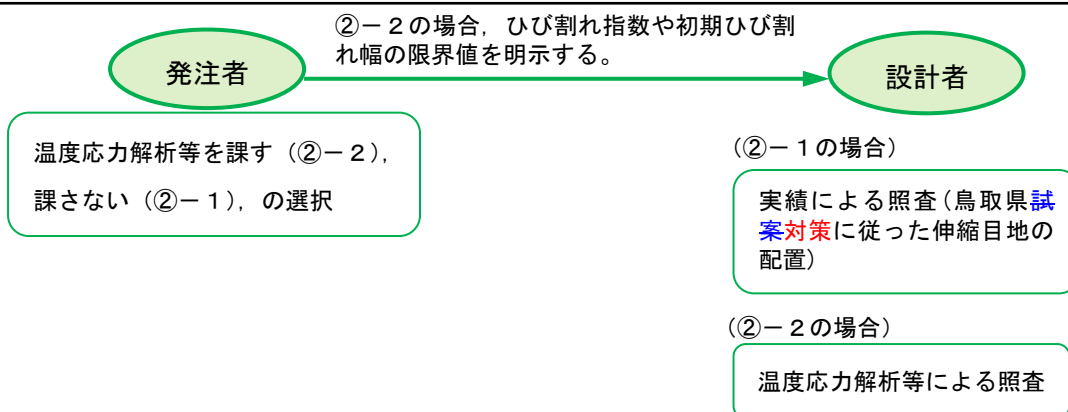 ②－２の場合，ひび割れ指数や初期ひび割
れ幅の限界値を明示する。
発注者
設計者
温度応力解析等を課す（②－２），
課さない（②－１），の選択
（②－１の場合）
実績による照査（鳥取県試
案対策に従った伸縮目地の
配置）
（②－２の場合）
温度応力解析等による照査